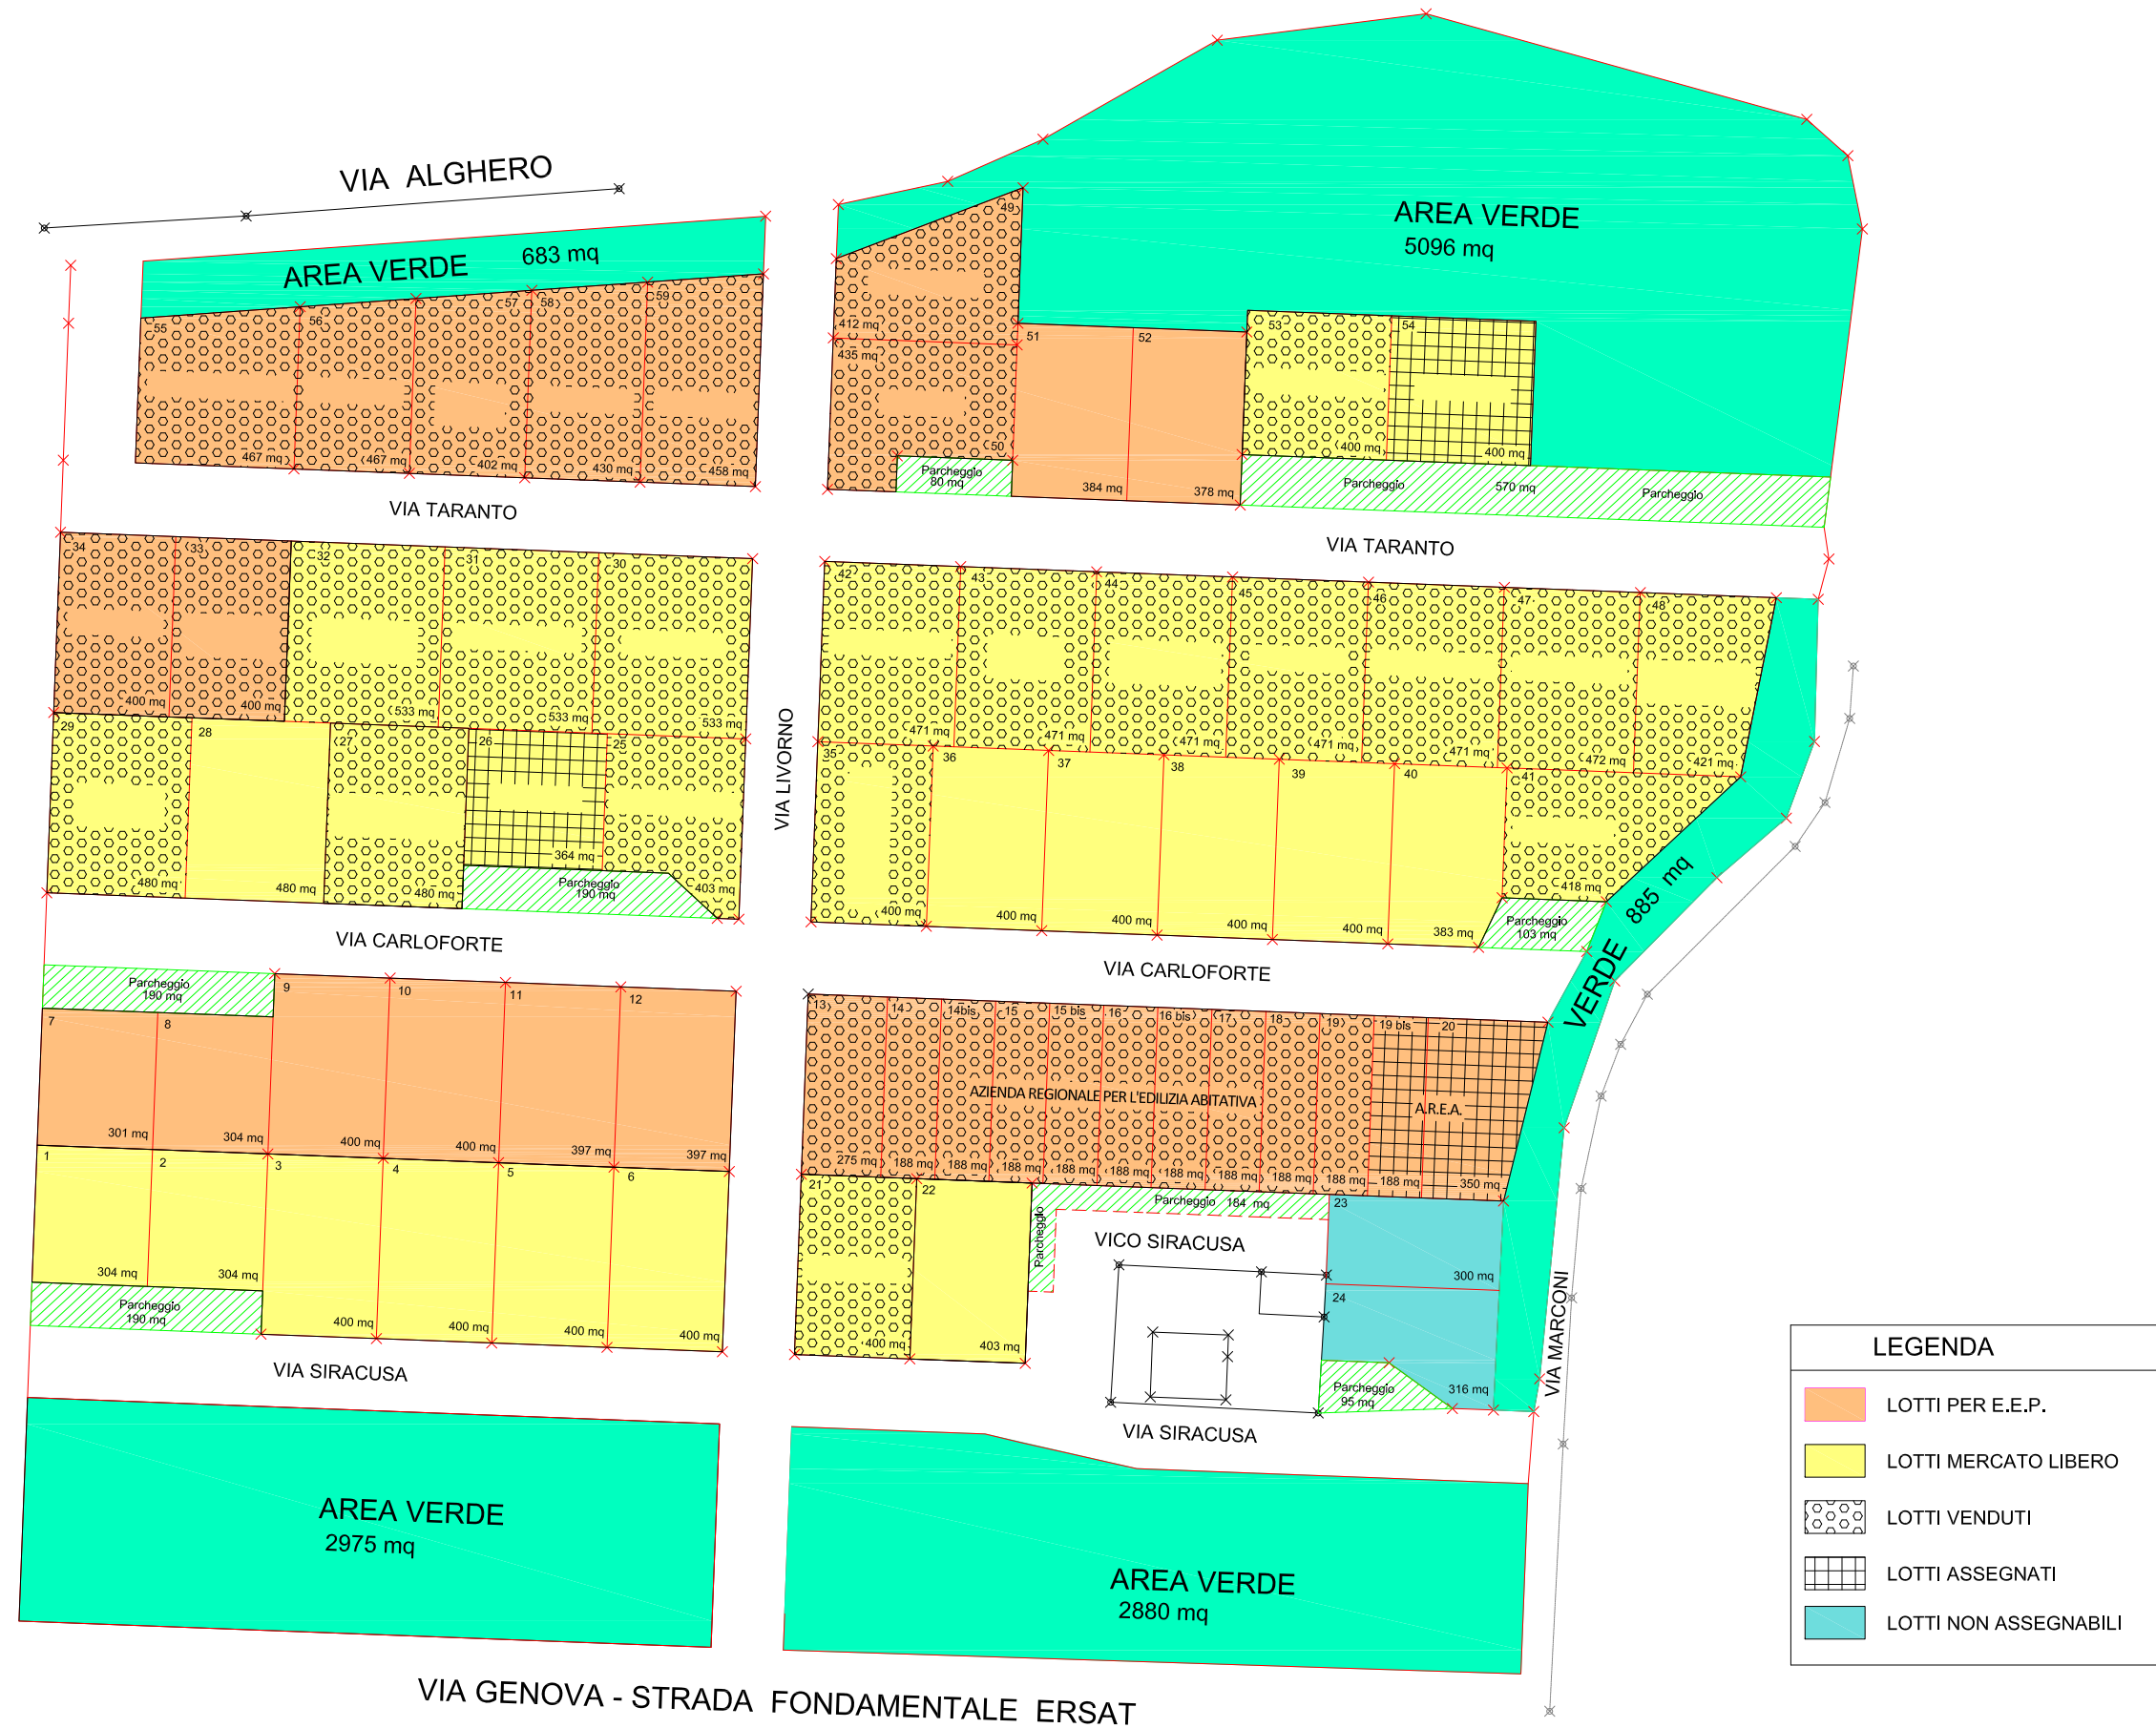 VIA ALGHERO
AREA VERDE 683 mq
55
56
57
58
59
467 mq
467 mq
402 mq
430 mq
458 mq
AREA VERDE
5096 mq
49
412 mq
435 mq
50
51
52
53
54
Parcheggio
80 mq
384 mq
378 mq
400 mq
400 mq
Parcheggio 570 mq Parcheggio
VIA TARANTO
VIA TARANTO
34
33
32
31
30
400 mq
400 mq
533 mq
533 mq
533 mq
29
28
27
26
25
480 mq
480 mq
480 mq
364 mq
403 mq
Parcheggio
190 mq
VIA LIVORNO
42
43
44
45
46
47
48
471 mq
471 mq
471 mq
471 mq
471 mq
472 mq
421 mq
35
36
37
38
39
40
41
400 mq
400 mq
400 mq
400 mq
400 mq
383 mq
418 mq
Parcheggio
103 mq
VERDE 885 mq
VIA CARLOFORTE
VIA CARLOFORTE
Parcheggio
190 mq
7
8
9
10
11
12
301 mq
304 mq
400 mq
400 mq
397 mq
397 mq
1
2
3
4
5
6
304 mq
304 mq
400 mq
400 mq
400 mq
400 mq
Parcheggio
190 mq
13
14
14bis
15
15 bis
16
16 bis
17
18
19
19 bis
20
AZIENDA REGIONALE PER L'EDILIZIA ABITATIVA
A.R.E.A.
275 mq
188 mq
188 mq
188 mq
188 mq
188 mq
188 mq
188 mq
188 mq
188 mq
188 mq
350 mq
21
22
400 mq
403 mq
Parcheggio
Parcheggio 184 mq
VICO SIRACUSA
23
300 mq
24
316 mq
Parcheggio
95 mq
VIA MARCONI
VIA SIRACUSA
VIA SIRACUSA
AREA VERDE
2975 mq
AREA VERDE
2880 mq
VIA GENOVA - STRADA FONDAMENTALE ERSAT
LEGENDA
LOTTI PER E.E.P.
LOTTI MERCATO LIBERO
LOTTI VENDUTI
LOTTI ASSEGNATI
LOTTI NON ASSEGNABILI